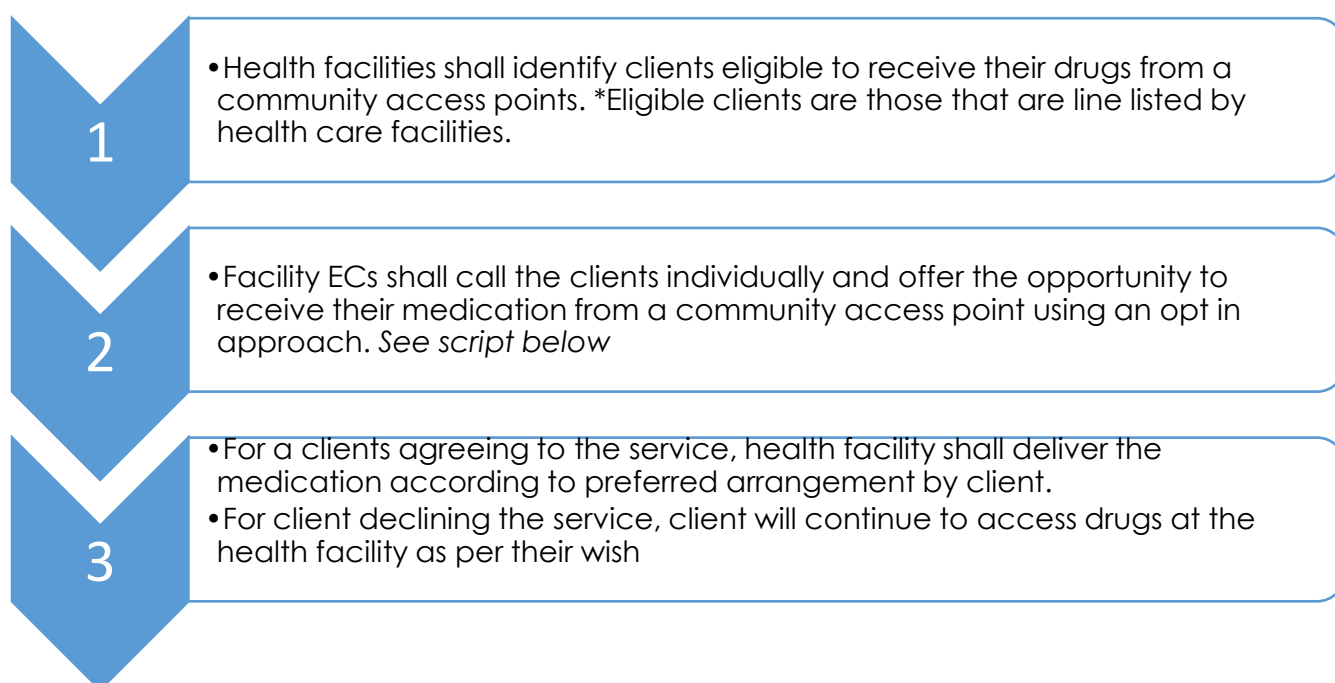 1
•Health facilities shall identify clients eligible to receive their drugs from a
community access points. *Eligible clients are those that are line listed by
health care facilities.
2
•Facility ECs shall call the clients individually and offer the opportunity to
receive their medication from a community access point using an opt in
approach. See script below
3
•For a clients agreeing to the service, health facility shall deliver the
medication according to preferred arrangement by client.
•For client declining the service, client will continue to access drugs at the
health facility as per their wish